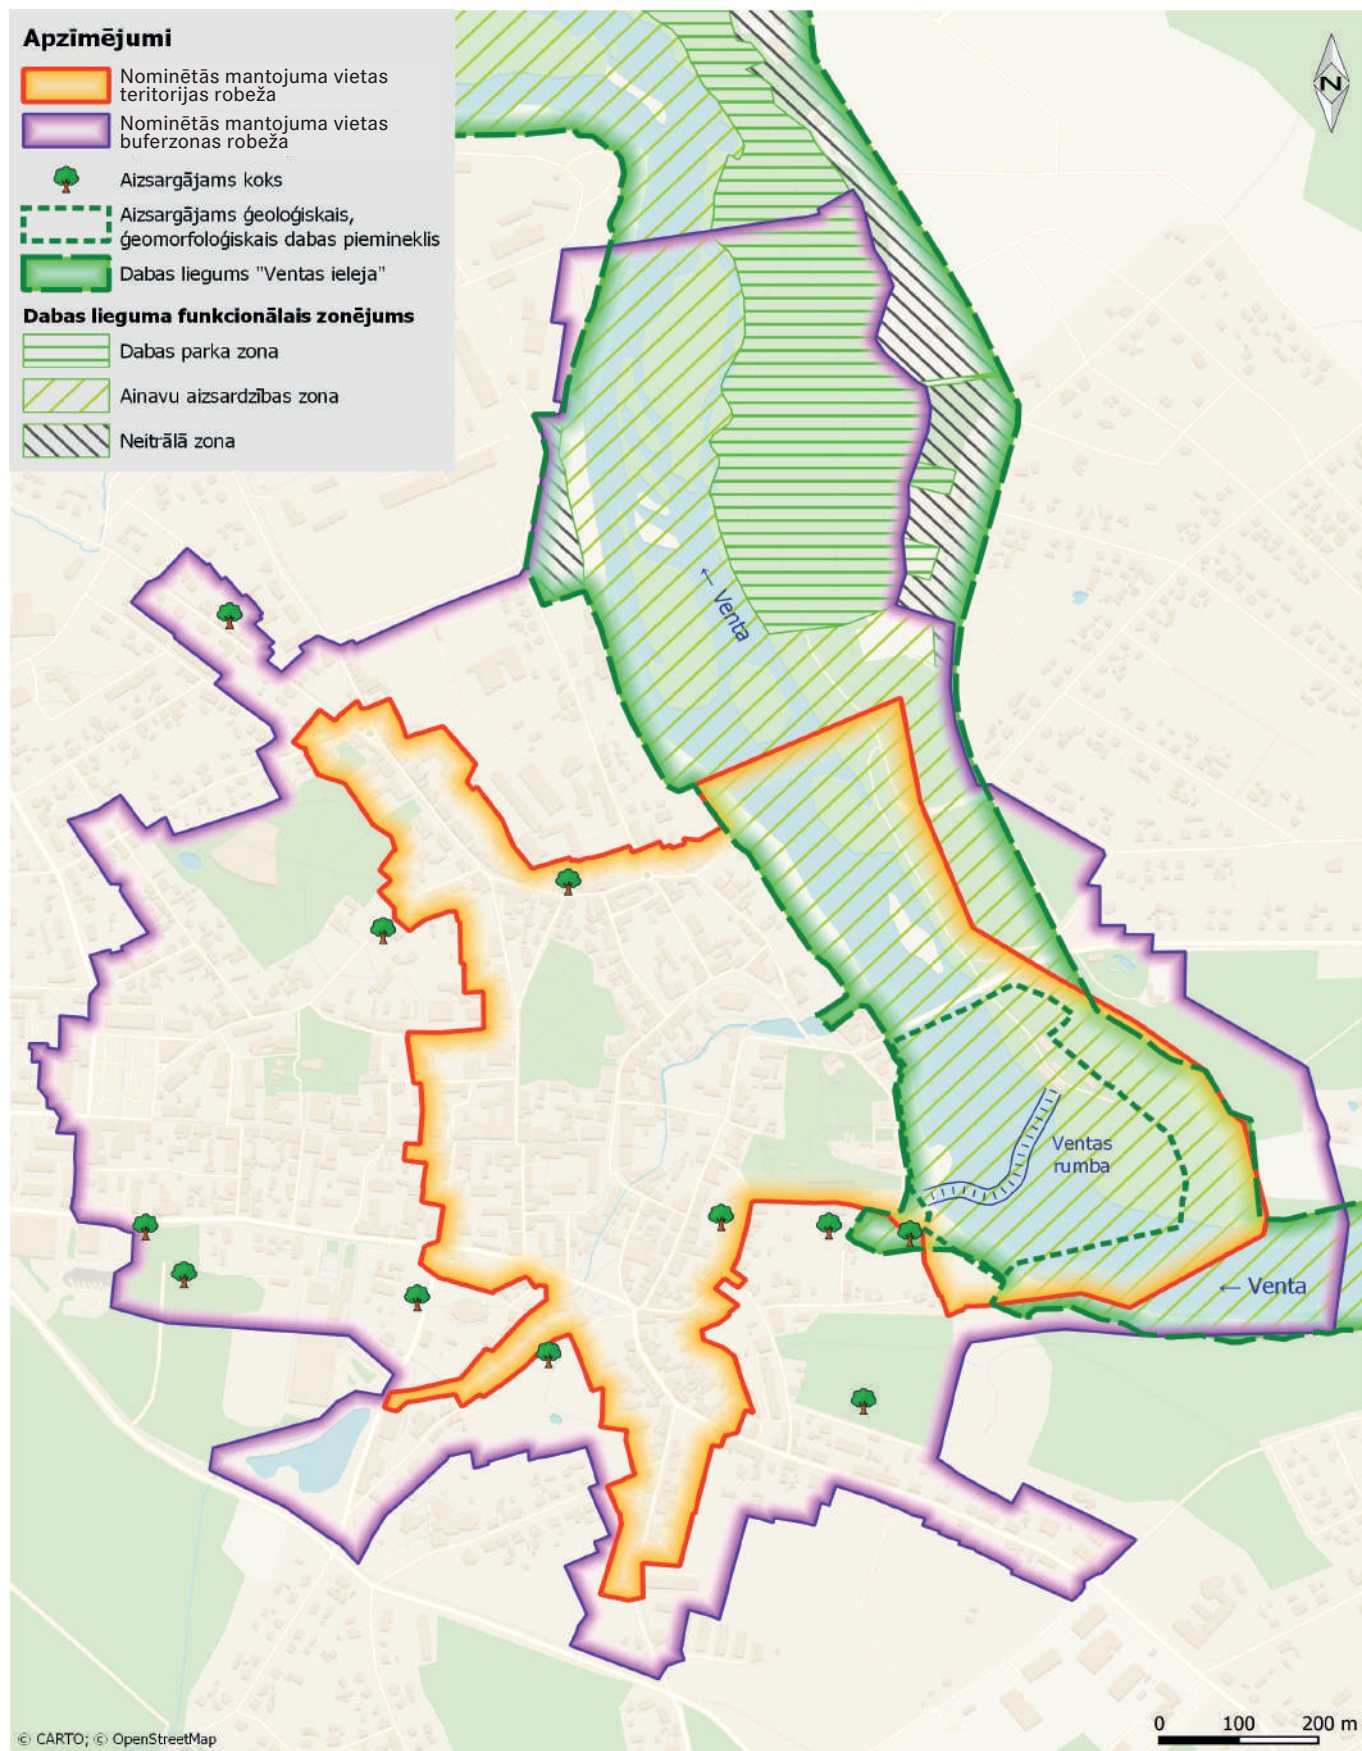 Apzīmējumi
Nominētās mantojuma vietas
teritorijas robeža
Nominētās mantojuma vietas
buferzonas robeža
Aizsargājams koks
Aizsargājams ģeoloģiskais,
ģeomorfoloģiskais dabas piemineklis
Dabas liegums "Ventas ieleja"
Dabas lieguma funkcionālais zonējums
Dabas parka zona
Ainavu aizsardzības zona
Neitrālā zona
N
← Venta
Ventas
rumba
← Venta
© CARTO; © OpenStreetMap
0 100 200 m